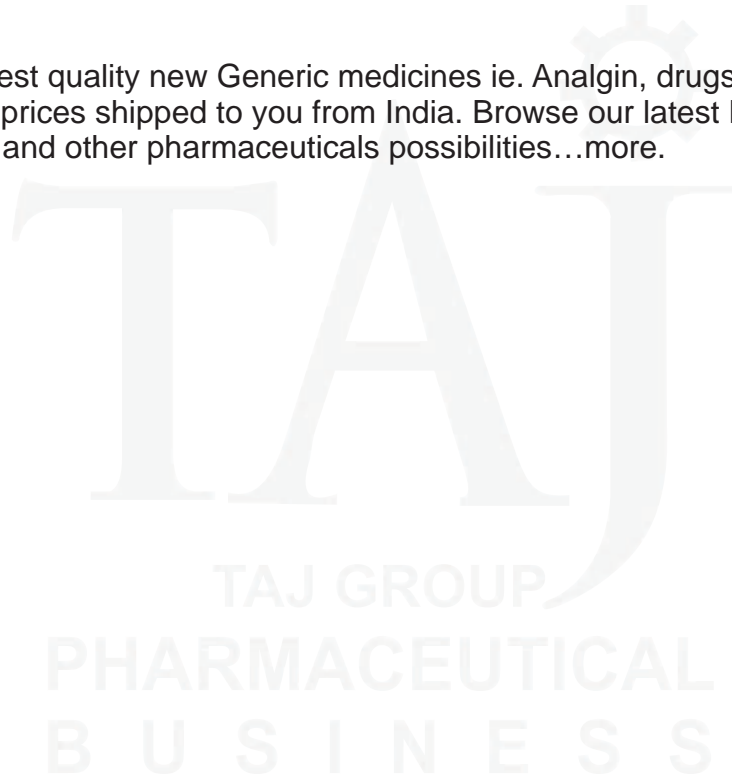 est quality new Generic medicines ie. Analgin, drugs
prices shipped to you from India. Browse our latest
and other pharmaceuticals possibilities…more.
TAJ
TAJ GROUP
PHARMACEUTICAL
BUSINESS